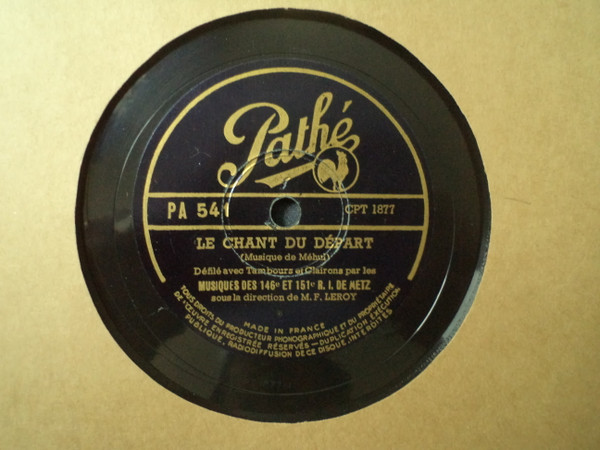 Pathé
PA 541
CPT 1877
LE CHANT DU DÉPART
(Musique de Méhul)
Défilé avec Tambours et Clairons par les
MUSIQUES DES 146e ET 151e R. I. DE METZ
sous la direction de M. F. LEROY
MADE IN FRANCE
TOUS DROITS DU PRODUCTEUR PHONOGRAPHIQUE ET DU PROPRIÉTAIRE
DE L'ŒUVRE ENREGISTRÉE RÉSERVÉS - DUPLICATION EXÉCUTION
PUBLIQUE, RADIODIFFUSION DE CE DISQUE INTERDITES